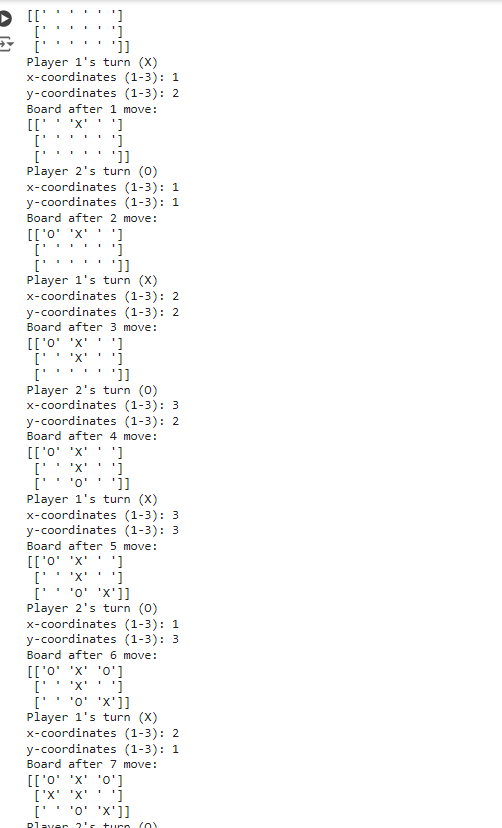 [[' ' ' ' ' ']
 [' ' ' ' ' ']
 [' ' ' ' ' ']]
Player 1's turn (X)
x-coordinates (1-3): 1
y-coordinates (1-3): 2
Board after 1 move:
[[' ' 'X' ' ']
 [' ' ' ' ' ']
 [' ' ' ' ' ']]
Player 2's turn (O)
x-coordinates (1-3): 1
y-coordinates (1-3): 1
Board after 2 move:
[['O' 'X' ' ']
 [' ' ' ' ' ']
 [' ' ' ' ' ']]
Player 1's turn (X)
x-coordinates (1-3): 2
y-coordinates (1-3): 2
Board after 3 move:
[['O' 'X' ' ']
 [' ' 'X' ' ']
 [' ' ' ' ' ']]
Player 2's turn (O)
x-coordinates (1-3): 3
y-coordinates (1-3): 2
Board after 4 move:
[['O' 'X' ' ']
 [' ' 'X' ' ']
 [' ' 'O' ' ']]
Player 1's turn (X)
x-coordinates (1-3): 3
y-coordinates (1-3): 3
Board after 5 move:
[['O' 'X' ' ']
 [' ' 'X' ' ']
 [' ' 'O' 'X']]
Player 2's turn (O)
x-coordinates (1-3): 1
y-coordinates (1-3): 3
Board after 6 move:
[['O' 'X' 'O']
 [' ' 'X' ' ']
 [' ' 'O' 'X']]
Player 1's turn (X)
x-coordinates (1-3): 2
y-coordinates (1-3): 1
Board after 7 move:
[['O' 'X' 'O']
 ['X' 'X' ' ']
 [' ' 'O' 'X']]
Player 2's turn (O)